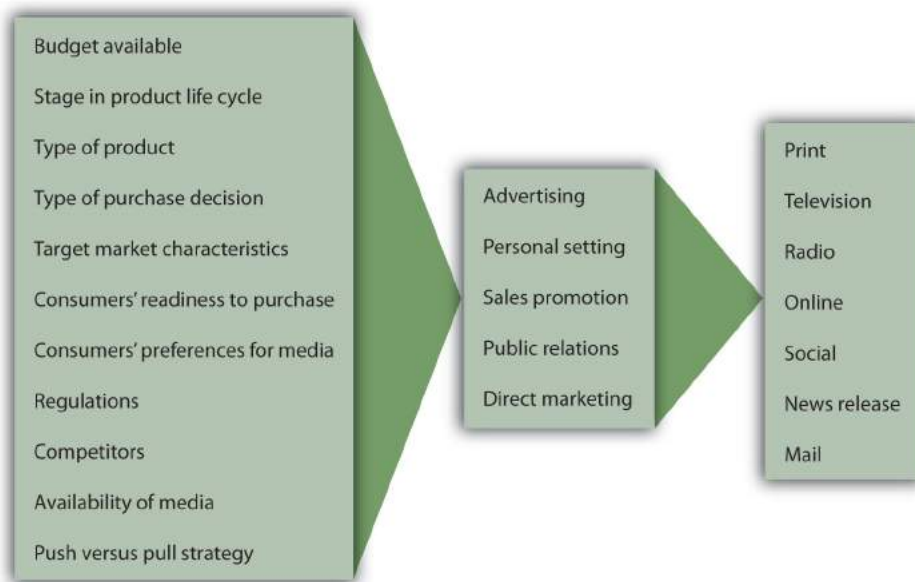 Budget available
Stage in product life cycle
Type of product
Type of purchase decision
Target market characteristics
Consumers’ readiness to purchase
Consumers’ preferences for media
Regulations
Competitors
Availability of media
Push versus pull strategy
Advertising
Personal setting
Sales promotion
Public relations
Direct marketing
Print
Television
Radio
Online
Social
News release
Mail